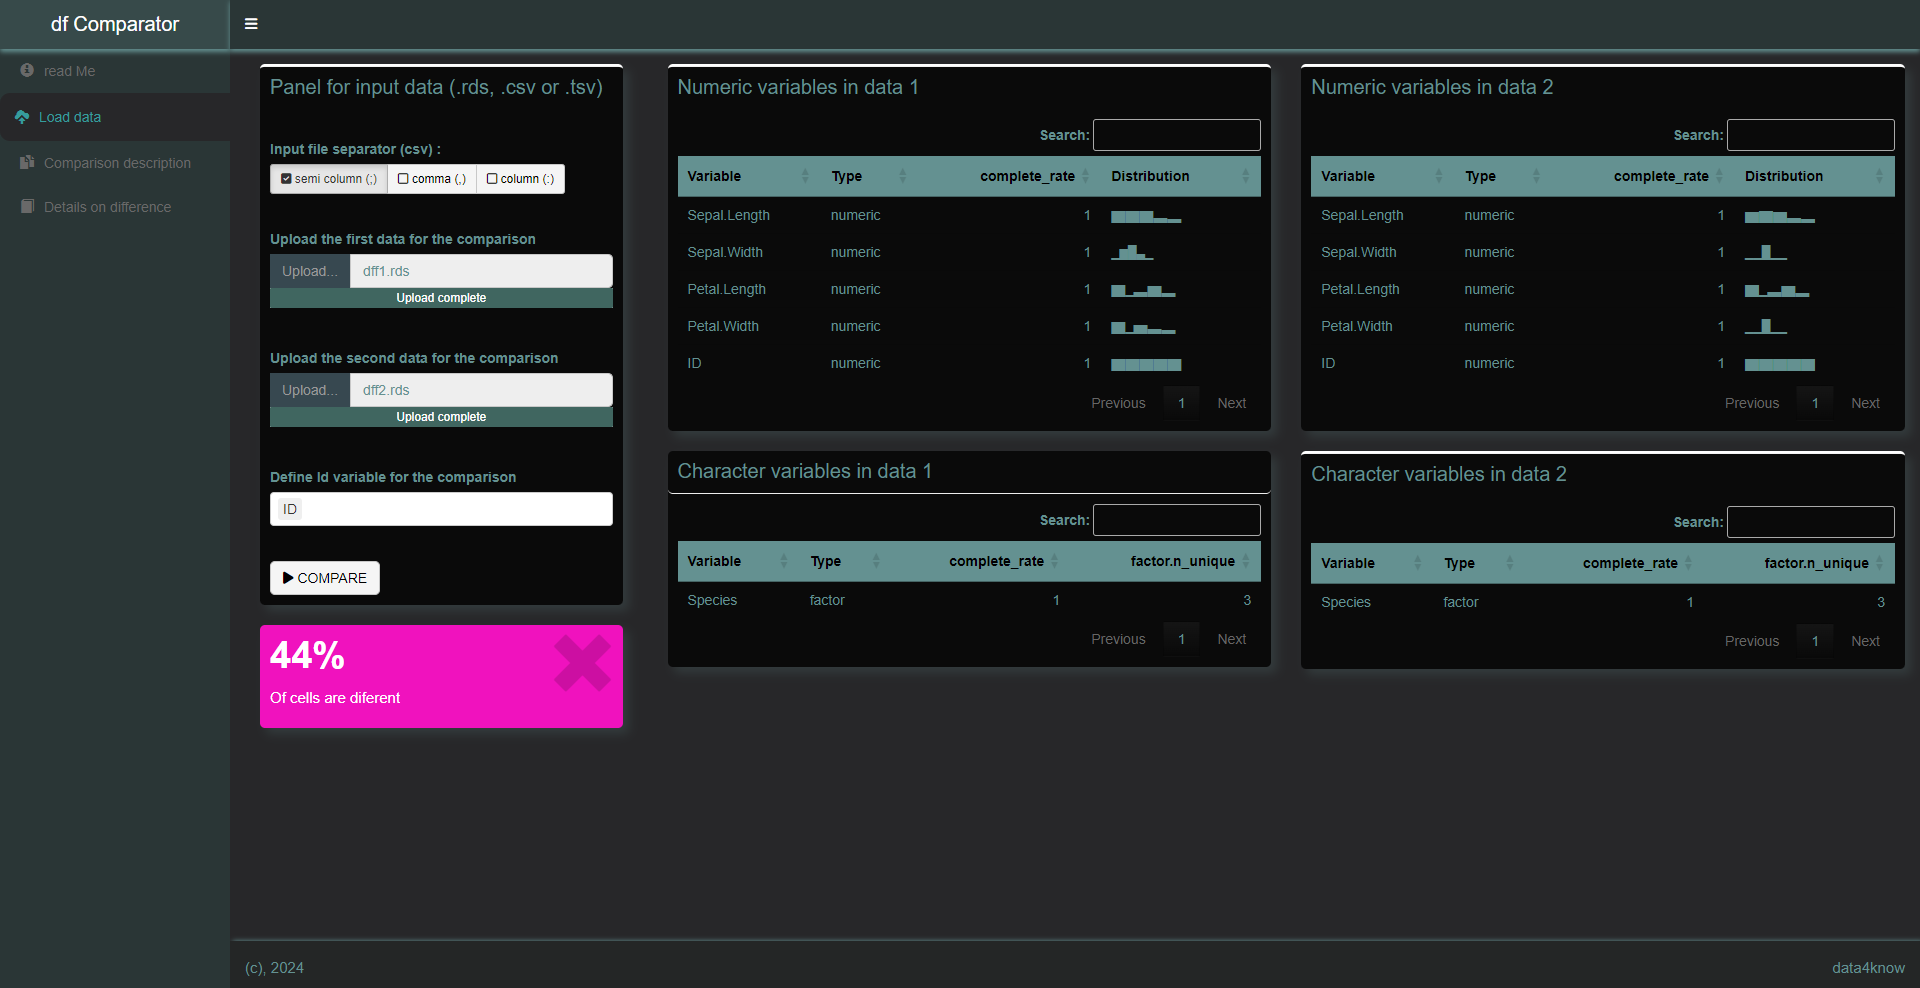 df Comparator
read Me
Load data
Comparison description
Details on difference
Panel for input data (.rds, .csv or .tsv)
Input file separator (csv) :
semi column (;) comma (,) column (:)
Upload the first data for the comparison
Upload... dff1.rds
Upload complete
Upload the second data for the comparison
Upload... dff2.rds
Upload complete
Define Id variable for the comparison
ID
COMPARE
44%
Of cells are diferent
Numeric variables in data 1
Search:
Variable Type complete_rate Distribution
Sepal.Length numeric 1
Sepal.Width numeric 1
Petal.Length numeric 1
Petal.Width numeric 1
ID numeric 1
Previous 1 Next
Character variables in data 1
Search:
Variable Type complete_rate factor.n_unique
Species factor 1 3
Previous 1 Next
Numeric variables in data 2
Search:
Variable Type complete_rate Distribution
Sepal.Length numeric 1
Sepal.Width numeric 1
Petal.Length numeric 1
Petal.Width numeric 1
ID numeric 1
Previous 1 Next
Character variables in data 2
Search:
Variable Type complete_rate factor.n_unique
Species factor 1 3
Previous 1 Next
(c), 2024
data4know